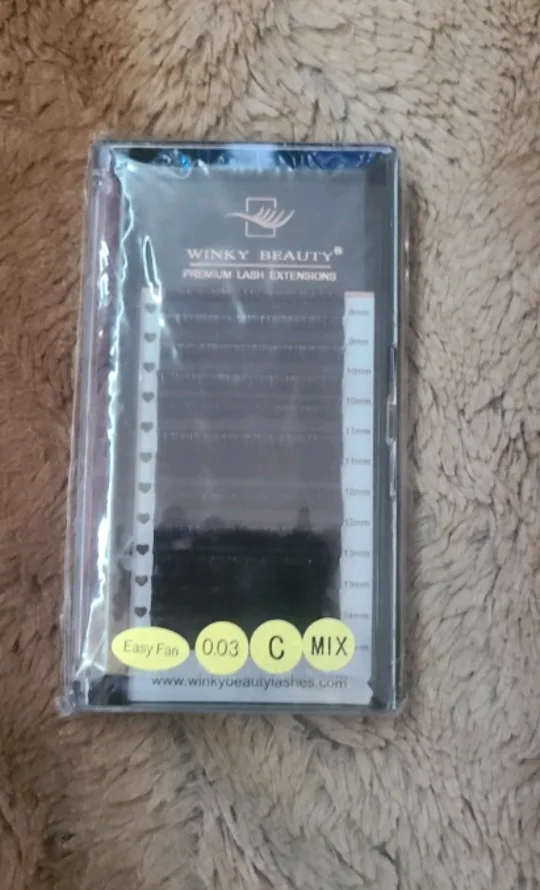 WINKY BEAUTY®
PREMIUM LASH EXTENSIONS
8mm
9mm
10mm
10mm
11mm
11mm
12mm
12mm
13mm
13mm
14mm
Easy Fan
0.03
C
MIX
www.winkybeautylashes.com